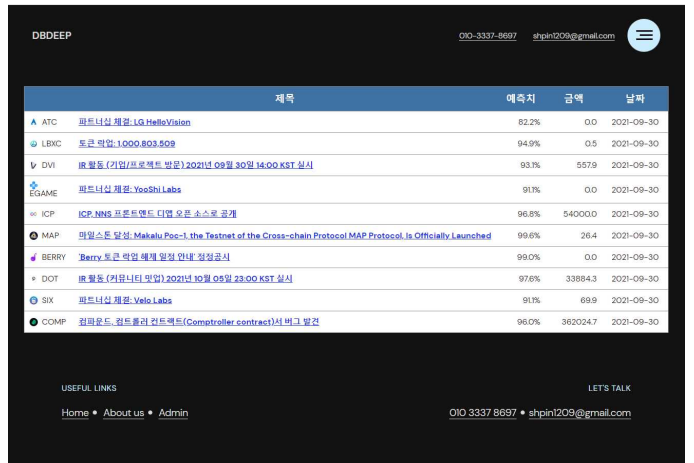 DBDEEP 010-3337-8697 shpin1209@gmail.com
제목 예측치 금액 날짜
ATC 파트너십 체결: LG HelloVision 82.2% 0.0 2021-09-30
LBXC 토큰 락업: 1,000,803,509 94.9% 0.5 2021-09-30
DVI IR 활동 (기업/프로젝트 방문) 2021년 09월 30일 14:00 KST 실시 93.1% 557.9 2021-09-30
EGAME 파트너십 체결: YooShi Labs 91.1% 0.0 2021-09-30
ICP ICP, NNS 프론트엔드 디앱 오픈 소스로 공개 96.8% 54000.0 2021-09-30
MAP 마일스톤 달성: Makalu Poc-1, the Testnet of the Cross-chain Protocol MAP Protocol, Is Officially Launched 99.6% 26.4 2021-09-30
BERRY 'Berry 토큰 락업 해제 일정 안내' 정정공시 99.0% 0.0 2021-09-30
DOT IR 활동 (커뮤니티 밋업) 2021년 10월 05일 23:00 KST 실시 97.6% 33884.3 2021-09-30
SIX 파트너십 체결: Velo Labs 91.1% 69.9 2021-09-30
COMP 컴파운드, 컴트롤러 컨트랙트(Comptroller contract)서 버그 발견 96.0% 362024.7 2021-09-30
USEFUL LINKS LET'S TALK
Home • About us • Admin 010 3337 8697 • shpin1209@gmail.com